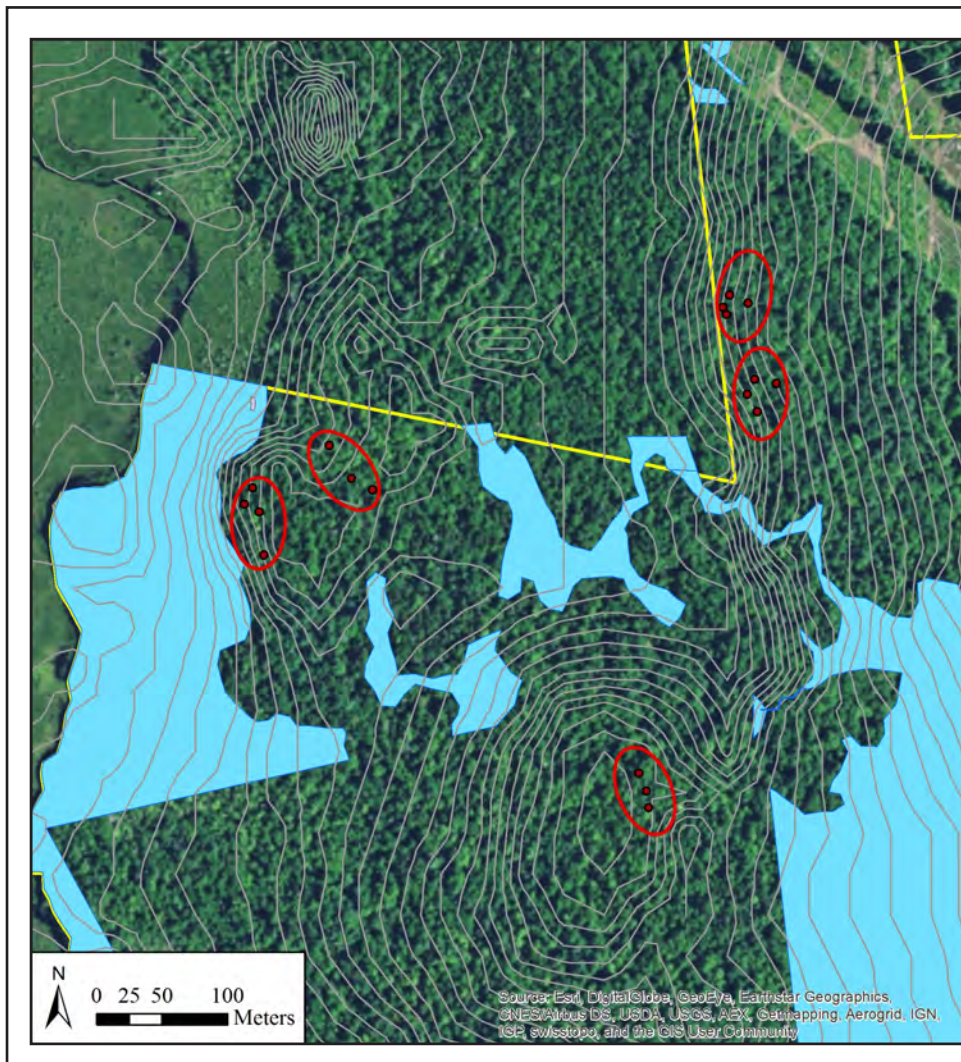 Source: Esri, DigitalGlobe, GeoEye, Earthstar Geographics,
CNES/Airbus DS, USDA, USGS, AEX, Getmapping, Aerogrid, IGN,
IGP, swisstopo, and the GIS User Community
N
0 25 50 100
Meters